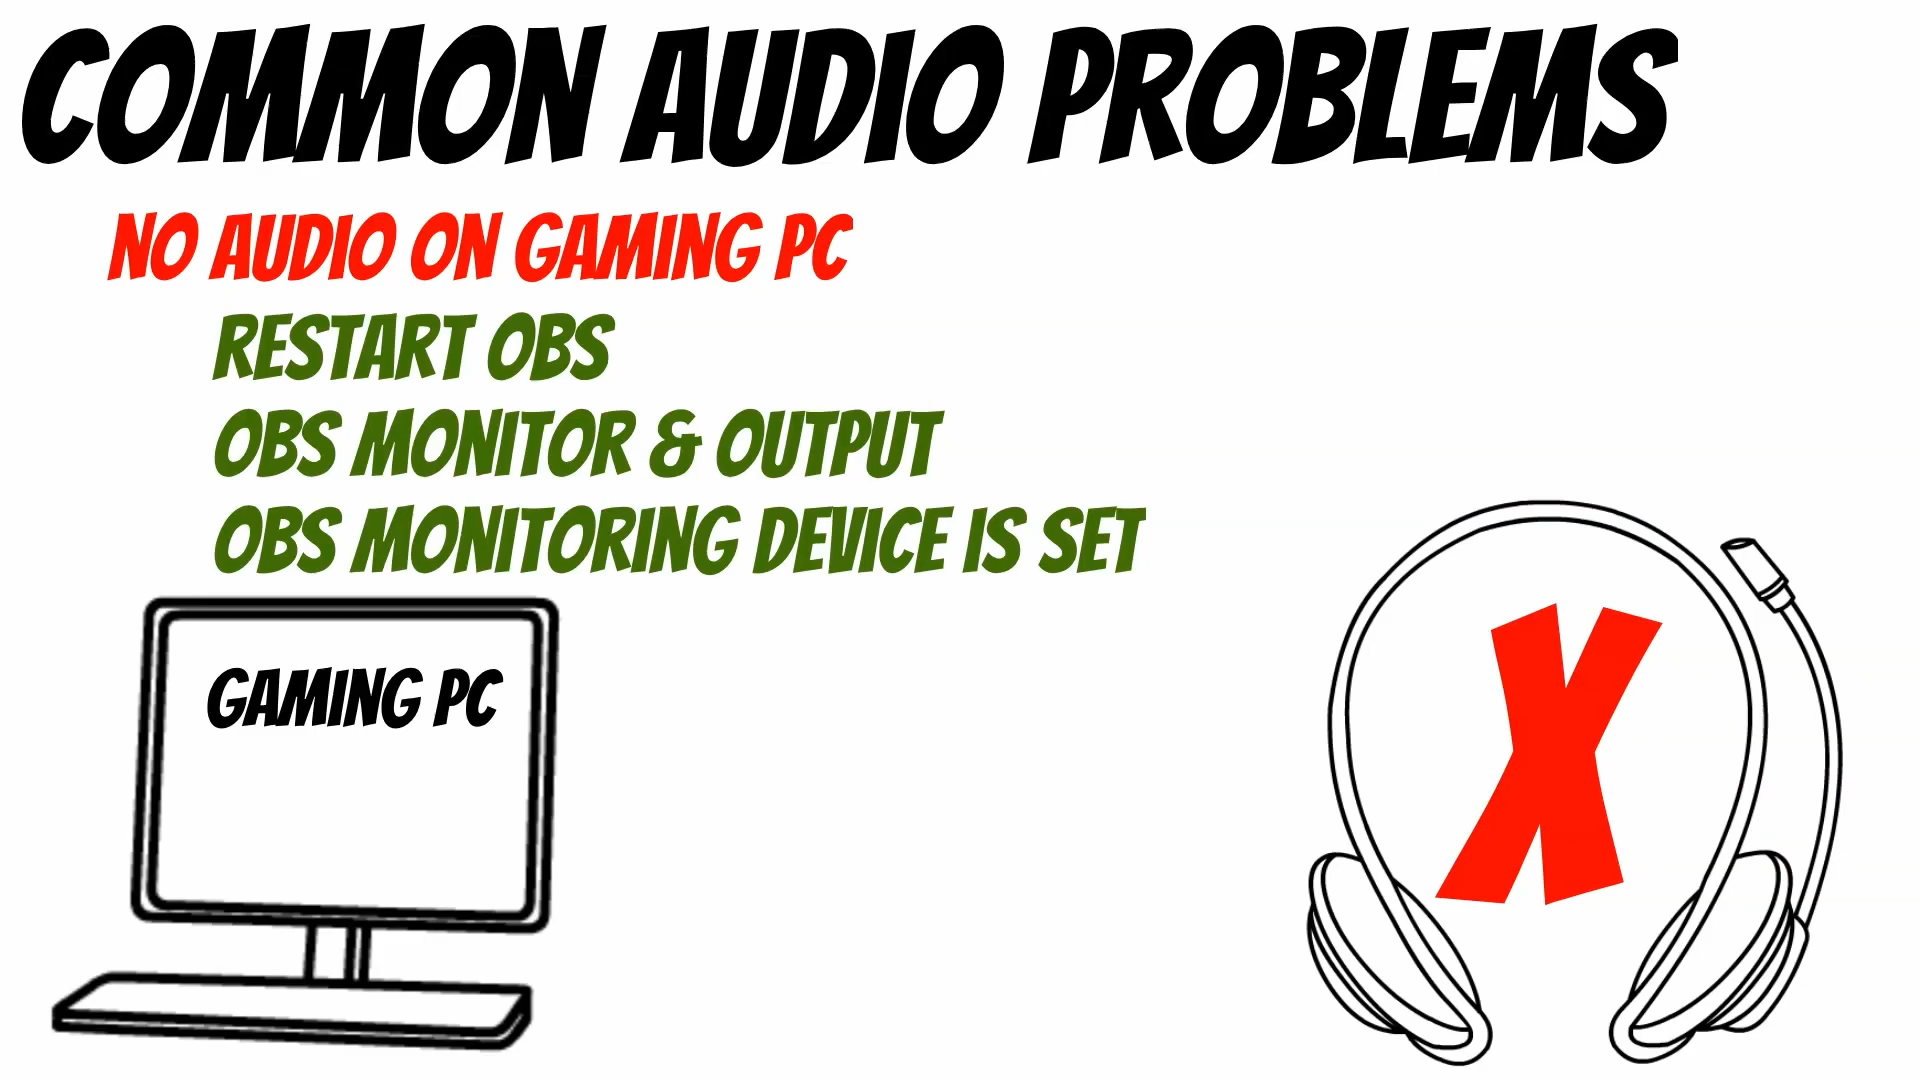 COMMON AUDIO PROBLEMS
NO AUDIO ON GAMING PC
RESTART OBS
OBS MONITOR & OUTPUT
OBS MONITORING DEVICE IS SET
GAMING PC
X